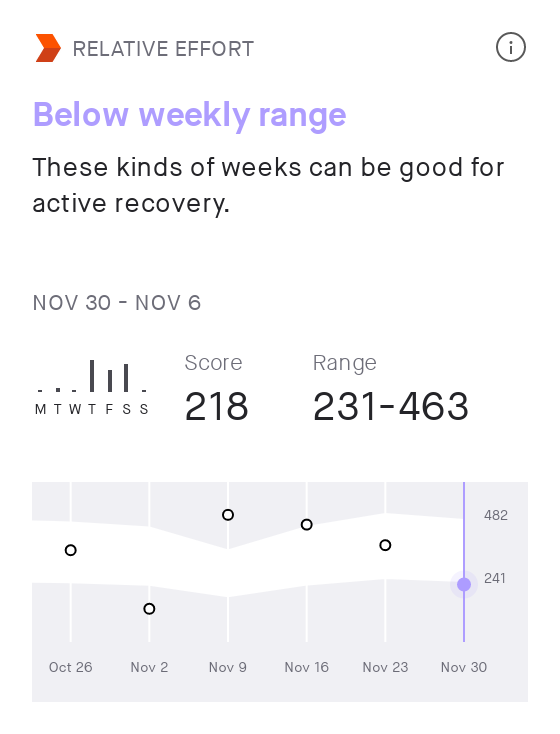 RELATIVE EFFORT
Below weekly range
These kinds of weeks can be good for
active recovery.
NOV 30 - NOV 6
Score
Range
218
231-463
M T W T F S S
482
241
Oct 26
Nov 2
Nov 9
Nov 16
Nov 23
Nov 30